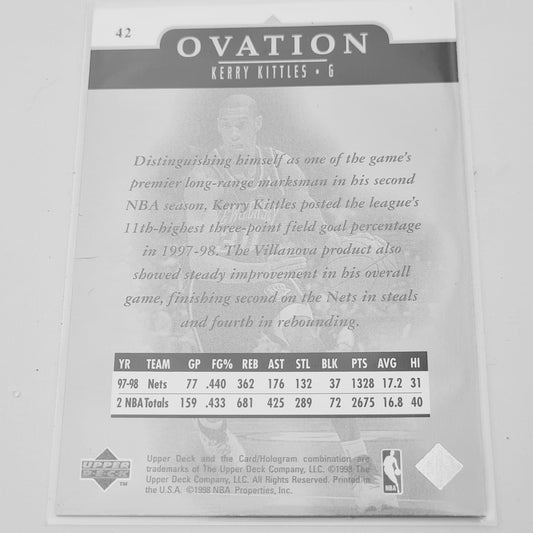 42
OVATION
KERRY KITTLES • G
Distinguishing himself as one of the game's
premier long-range marksman in his second
NBA season, Kerry Kittles posted the league's
11th-highest three-point field goal percentage
in 1997-98. The Villanova product also
showed steady improvement in his overall
game, finishing second on the Nets in steals
and fourth in rebounding.
YR TEAM GP FG% REB AST STL BLK PTS AVG HI
97-98 Nets 77 .440 362 176 132 37 1328 17.2 31
2 NBA Totals 159 .433 681 425 289 72 2675 16.8 40
Upper Deck and the Card/Hologram combination are
trademarks of The Upper Deck Company, LLC. ©1998 The
Upper Deck Company, LLC. All Rights Reserved. Printed in
the U.S.A. ©1998 NBA Properties, Inc.
UPPER
DECK
TM
NBA